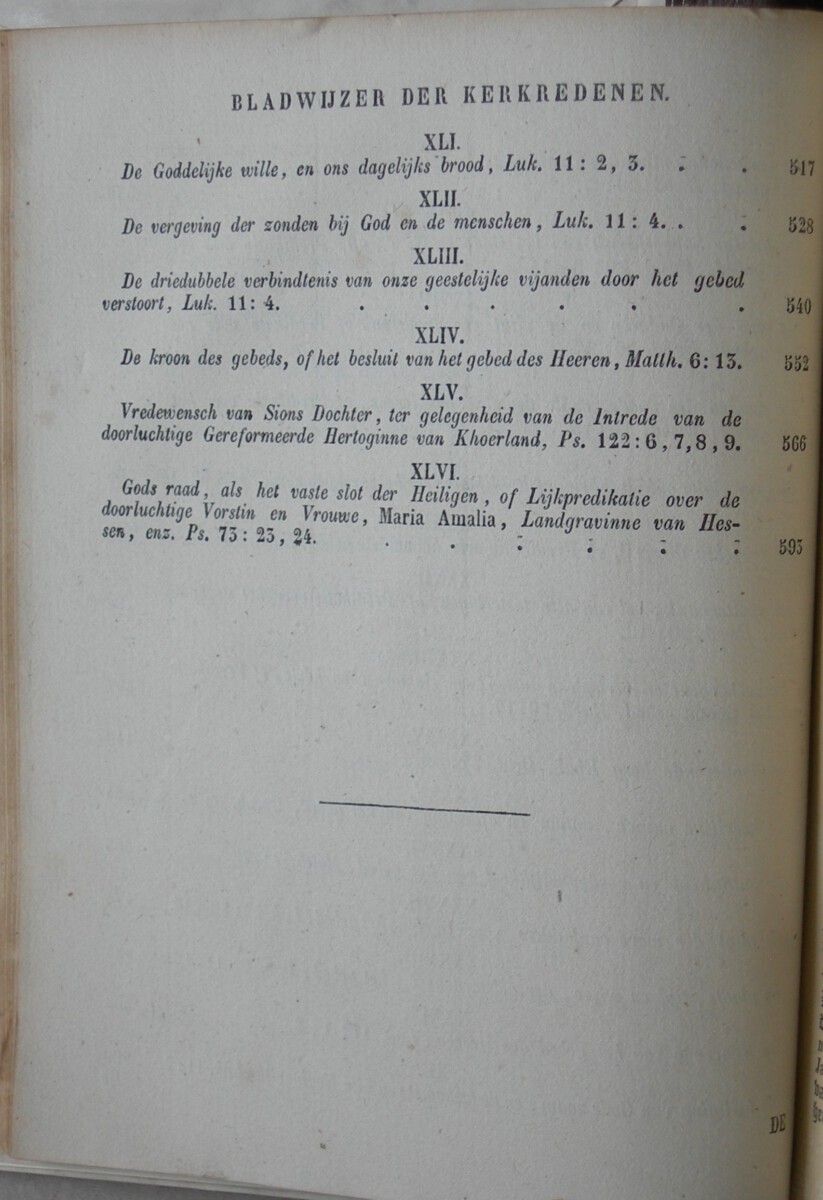 BLADWIJZER DER KERKREDENEN.
XLI.
De Goddelijke wille, en ons dagelijks brood, Luk. 11: 2, 3. . . 517
XLII.
De vergeving der zonden bij God en de menschen, Luk. 11: 4. . . 528
XLIII.
De driedubbele verbindtenis van onze geestelijke vijanden door het gebed
verstoort, Luk. 11: 4. . . . . . . 540
XLIV.
De kroon des gebeds, of het besluit van het gebed des Heeren, Matth. 6: 13. 552
XLV.
Vredewensch van Sions Dochter, ter gelegenheid van de Intrede van de
doorluchtige Gereformeerde Hertoginne van Khoerland, Ps. 122: 6, 7, 8, 9. 566
XLVI.
Gods raad, als het vaste slot der Heiligen, of Lijkpredikatie over de
doorluchtige Vorstin en Vrouwe, Maria Amalia, Landgravinne van Hes-
sen, enz. Ps. 73: 23, 24. . . . . . . 593
DE